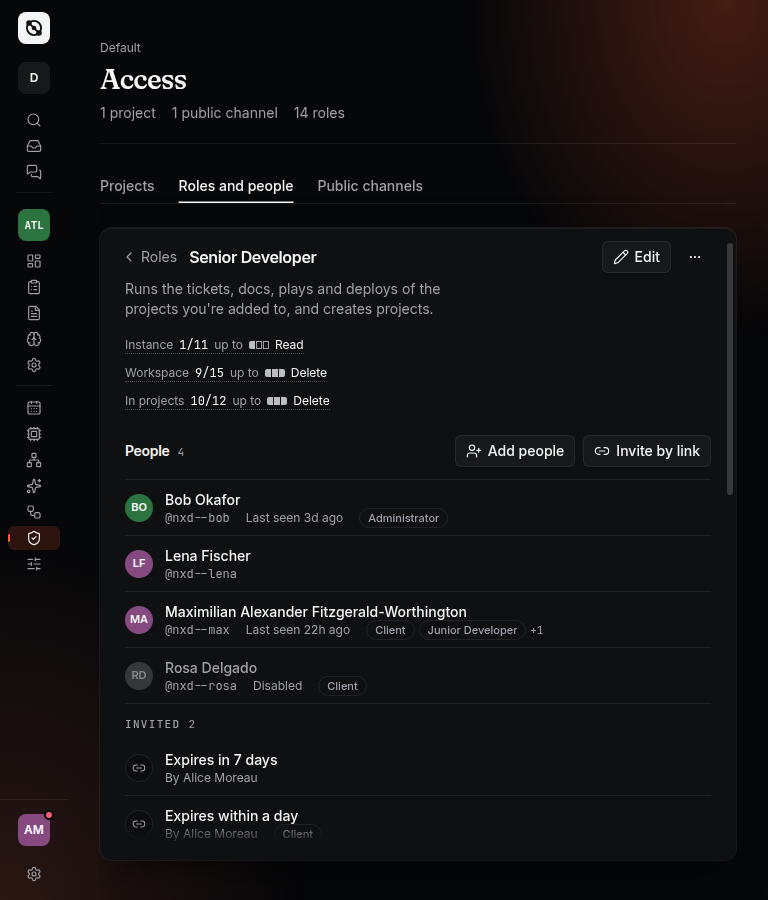 D
ATL
AM
Default
Access
1 project 1 public channel 14 roles
Projects Roles and people Public channels
Roles Senior Developer Edit
Runs the tickets, docs, plays and deploys of the
projects you're added to, and creates projects.
Instance 1/11 up to Read
Workspace 9/15 up to Delete
In projects 10/12 up to Delete
People 4 Add people Invite by link
BO Bob Okafor
@nxd--bob Last seen 3d ago Administrator
LF Lena Fischer
@nxd--lena
MA Maximilian Alexander Fitzgerald-Worthington
@nxd--max Last seen 22h ago Client Junior Developer +1
RD Rosa Delgado
@nxd--rosa Disabled Client
INVITED 2
Expires in 7 days
By Alice Moreau
Expires within a day
By Alice Moreau Client